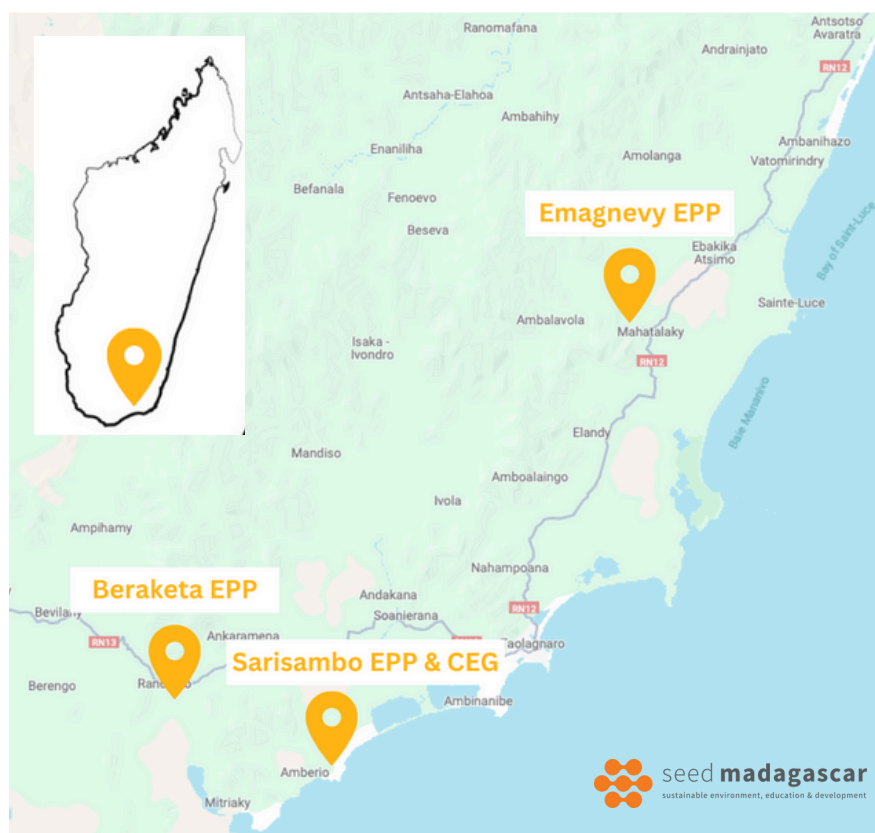 Ranomafana
Antsotso
Avaratra
Andrainjato
RN12
Antsaha-Elahoa
Ambahihy
Ambanihazo
Enaniliha
Amolanga
Vatomirindry
Befanala
Fenoevo
Emagnevy EPP
Beseva
Ebakika
Atsimo
Bay of Saint-Luce
Sainte-Luce
Ambalavola
Mahatalaky
Isaka -
Ivondro
RN12
Baie Mananivo
Elandy
Mandiso
Amboalaingo
Ivola
Ampihamy
Nahampoana
Beraketa EPP
Andakana
RN12
Bevilany
Soanierana
RN13
Ankaramena
Taolagnaro
Sarisambo EPP & CEG
Berengo
Ambinanibe
Amberio
Mitriaky
seed madagascar
sustainable environment, education & development